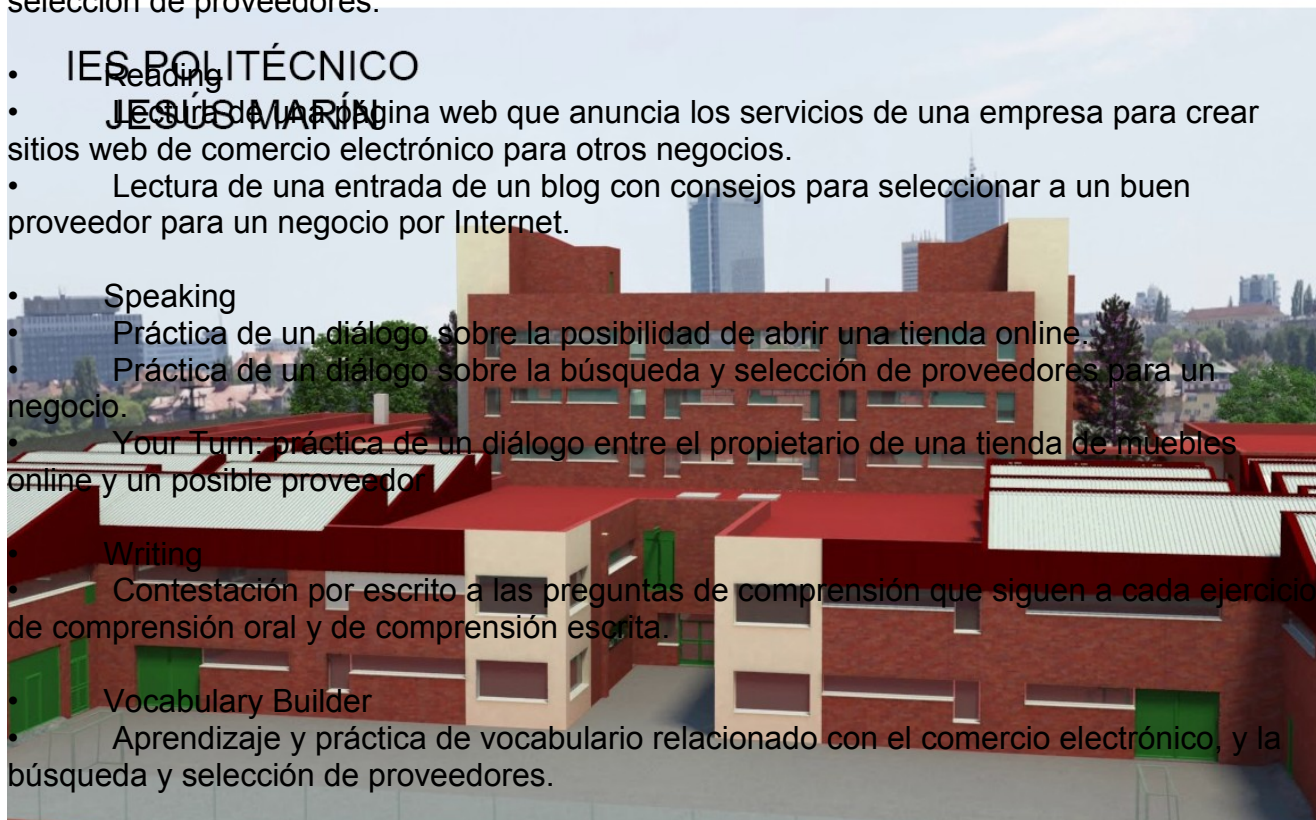 selección de proveedores.
IES POLITÉCNICO
• Reading
JESÚS MARÍN
• Lectura de una página web que anuncia los servicios de una empresa para crear
sitios web de comercio electrónico para otros negocios.
• Lectura de una entrada de un blog con consejos para seleccionar a un buen
proveedor para un negocio por Internet.
• Speaking
• Práctica de un diálogo sobre la posibilidad de abrir una tienda online.
• Práctica de un diálogo sobre la búsqueda y selección de proveedores para un
negocio.
• Your Turn: práctica de un diálogo entre el propietario de una tienda de muebles
online y un posible proveedor
• Writing
• Contestación por escrito a las preguntas de comprensión que siguen a cada ejercicio
de comprensión oral y de comprensión escrita.
• Vocabulary Builder
• Aprendizaje y práctica de vocabulario relacionado con el comercio electrónico, y la
búsqueda y selección de proveedores.